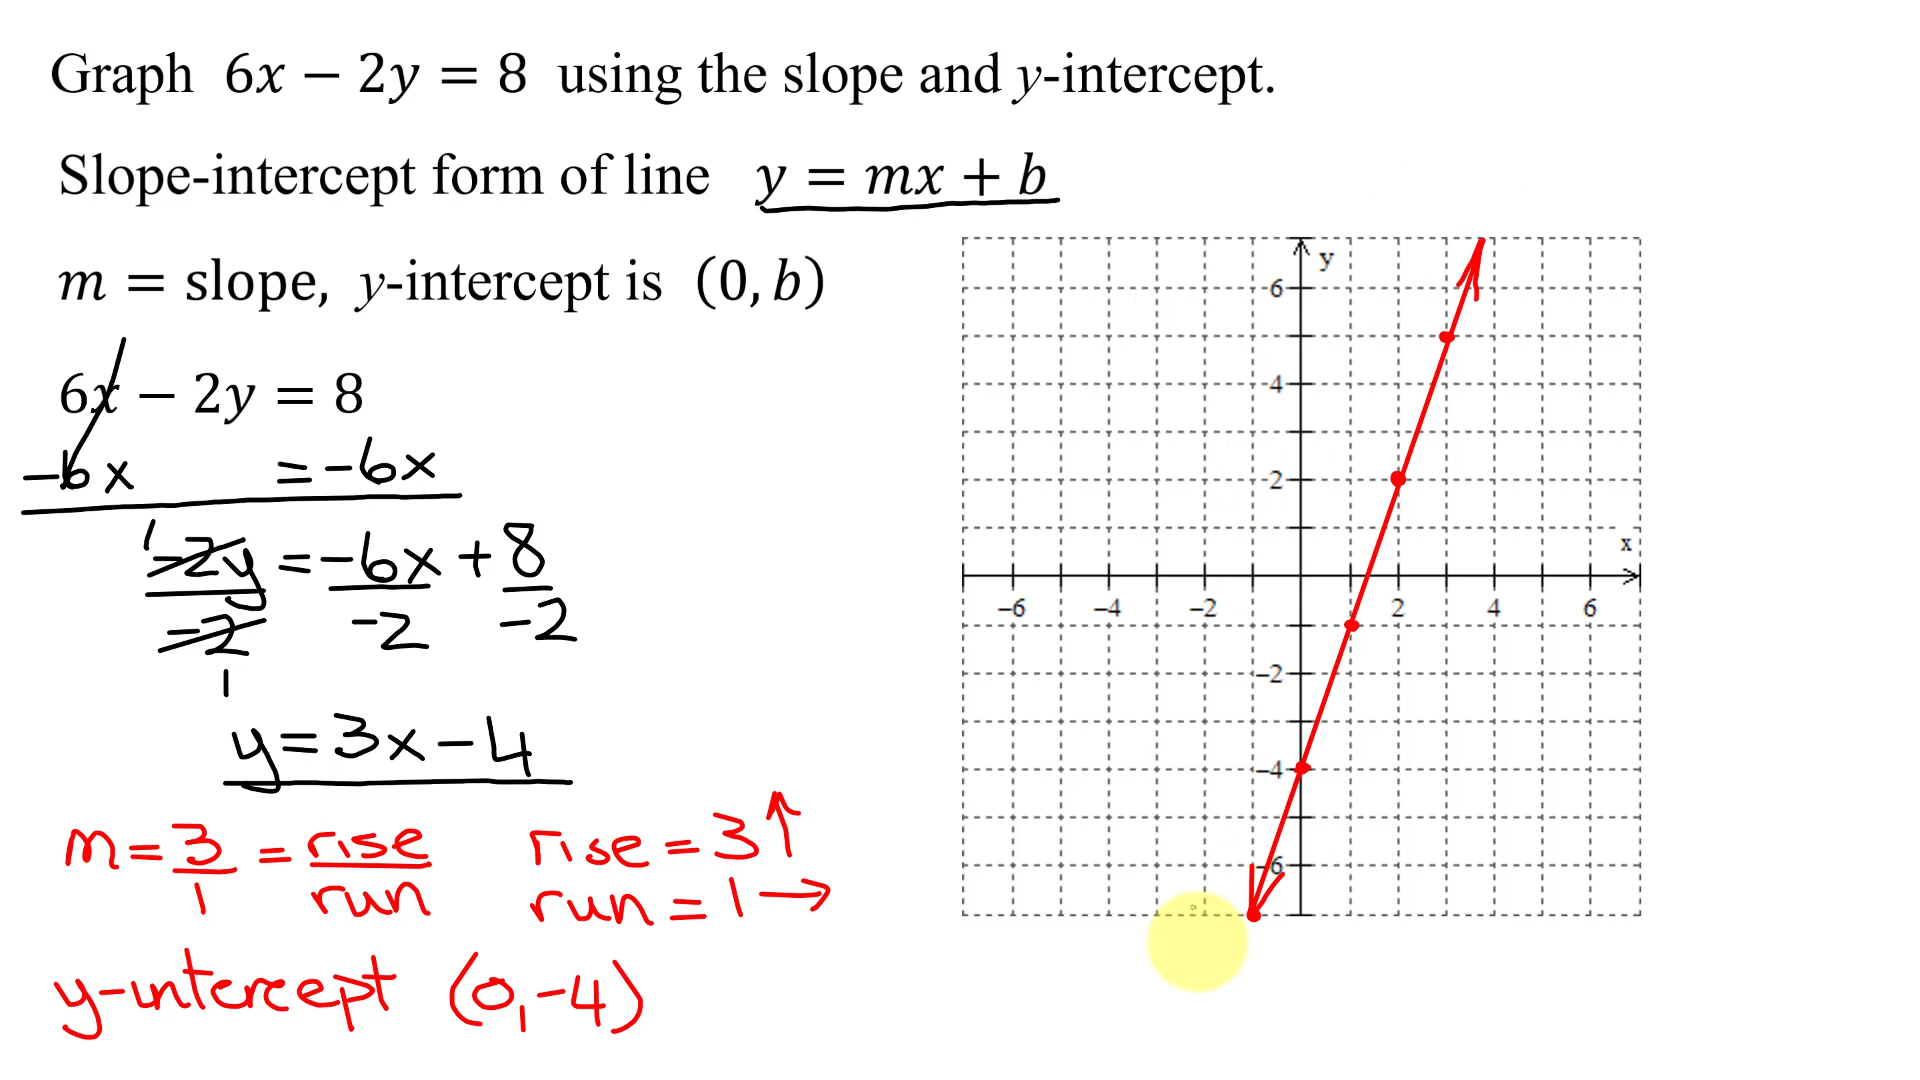 Graph 6x − 2y = 8 using the slope and y-intercept.
Slope-intercept form of line y = mx + b
m = slope, y-intercept is (0, b)
6x − 2y = 8
−6x = −6x
−2y = −6x + 8
−2 −2 −2
1
1
y = 3x − 4
m = 3/1 = rise/run
rise = 3 ↑
run = 1 →
y-intercept (0, −4)
y
6
4
2
x
−6 −4 −2 2 4 6
−2
−4
−6